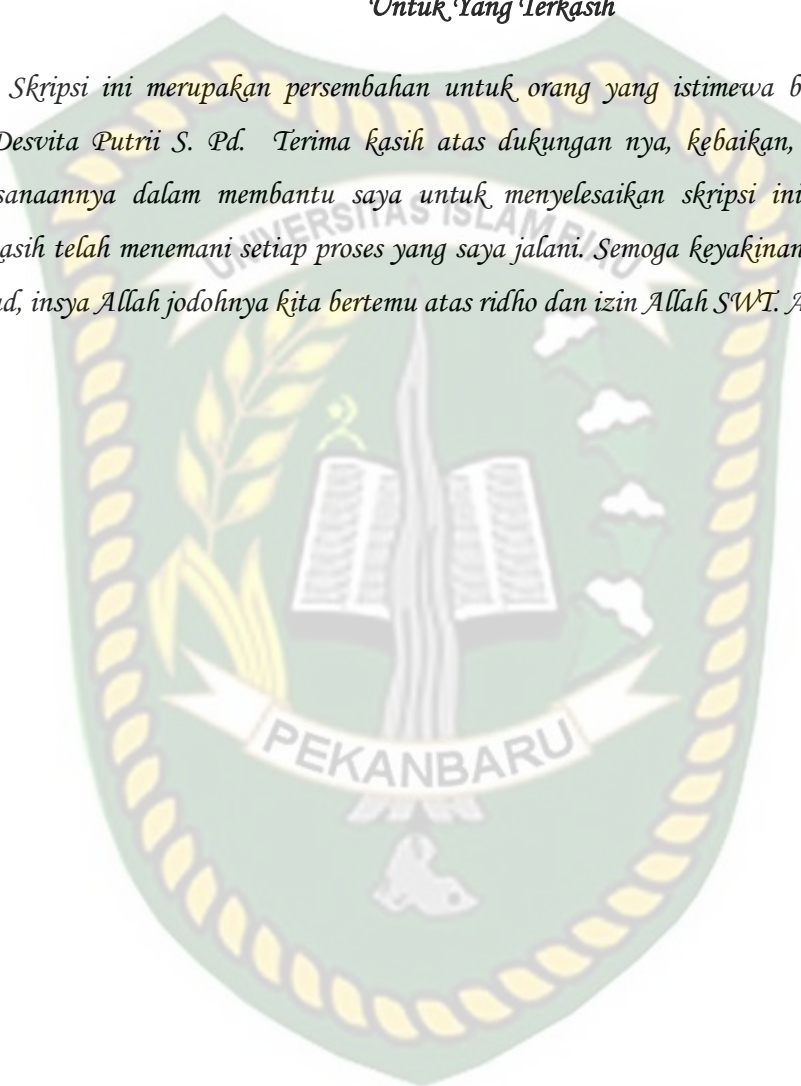 Untuk Yang Terkasih
Skripsi ini merupakan persembahan untuk orang yang istimewa b
Desvita Putrii S. Pd. Terima kasih atas dukungan nya, kebaikan,
sanaannya dalam membantu saya untuk menyelesaikan skripsi ini
asih telah menemani setiap proses yang saya jalani. Semoga keyakinan
d, insya Allah jodohnya kita bertemu atas ridho dan izin Allah SWT. A
UNIVERSITAS ISLAM RIAU
PEKANBARU